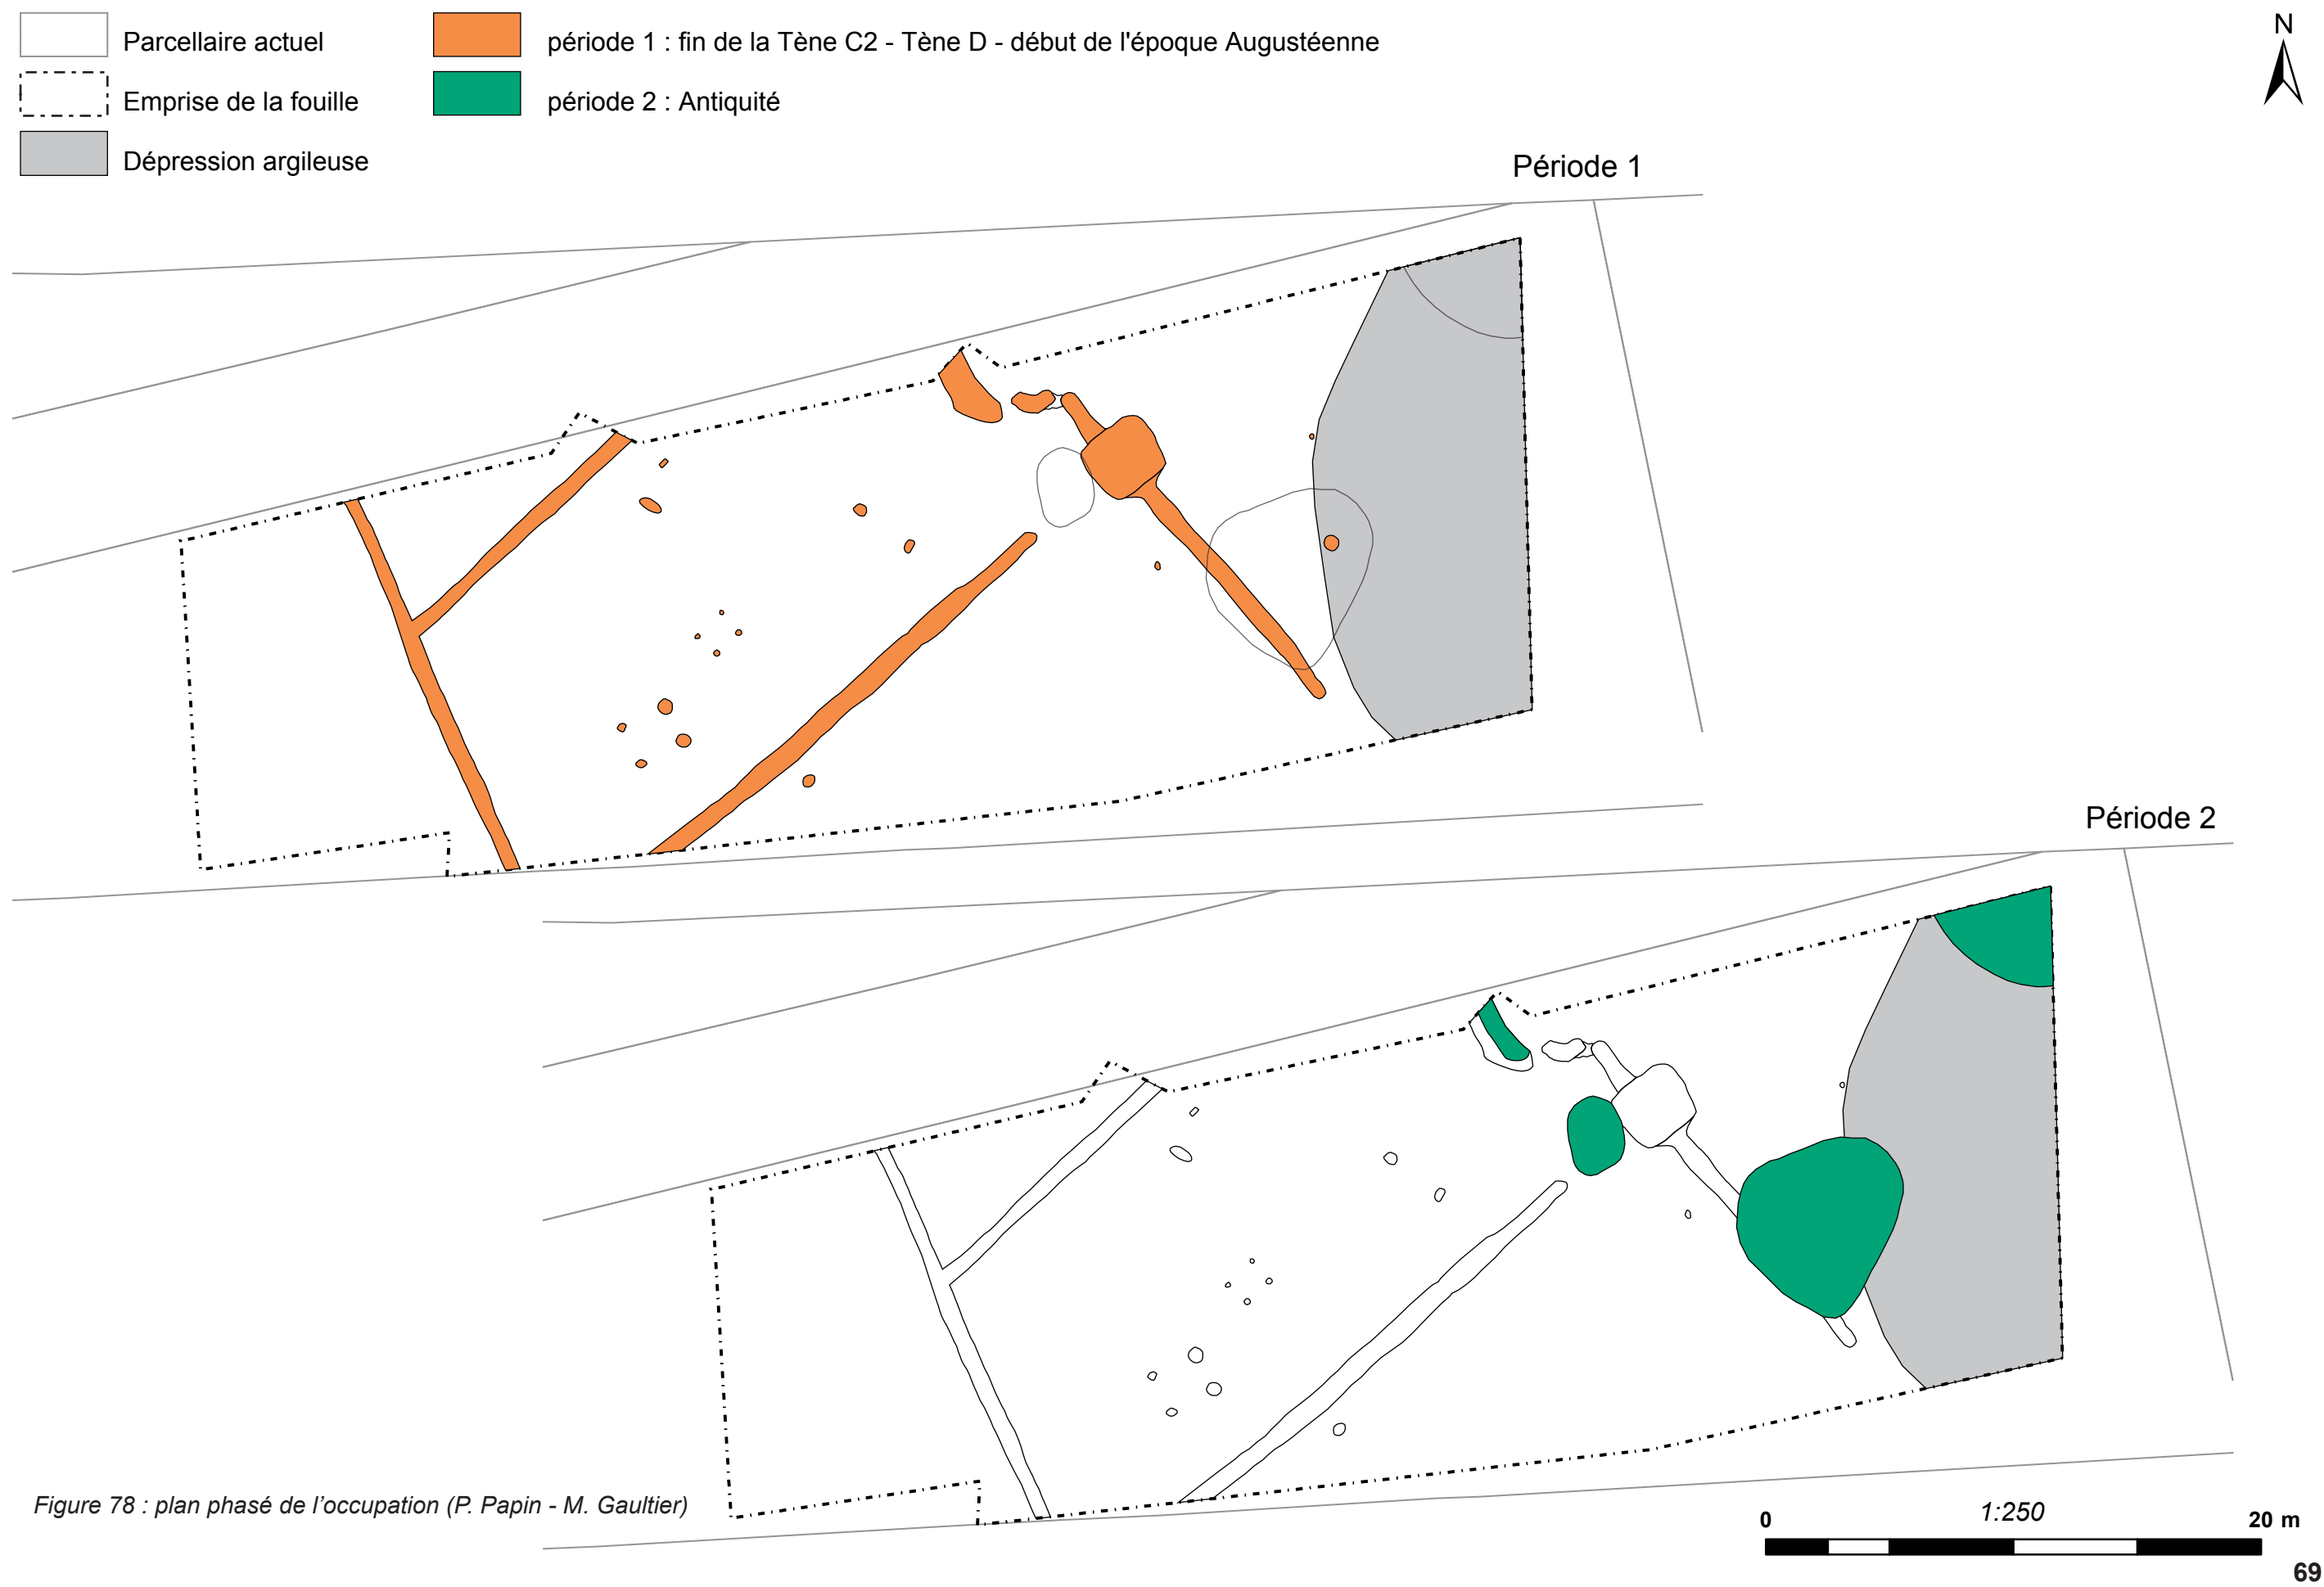 Parcellaire actuel
période 1 : fin de la Tène C2 - Tène D - début de l'époque Augustéenne
N
Emprise de la fouille
période 2 : Antiquité
Dépression argileuse
Période 1
Période 2
Figure 78 : plan phasé de l’occupation (P. Papin - M. Gaultier)
0 1:250 20 m
69